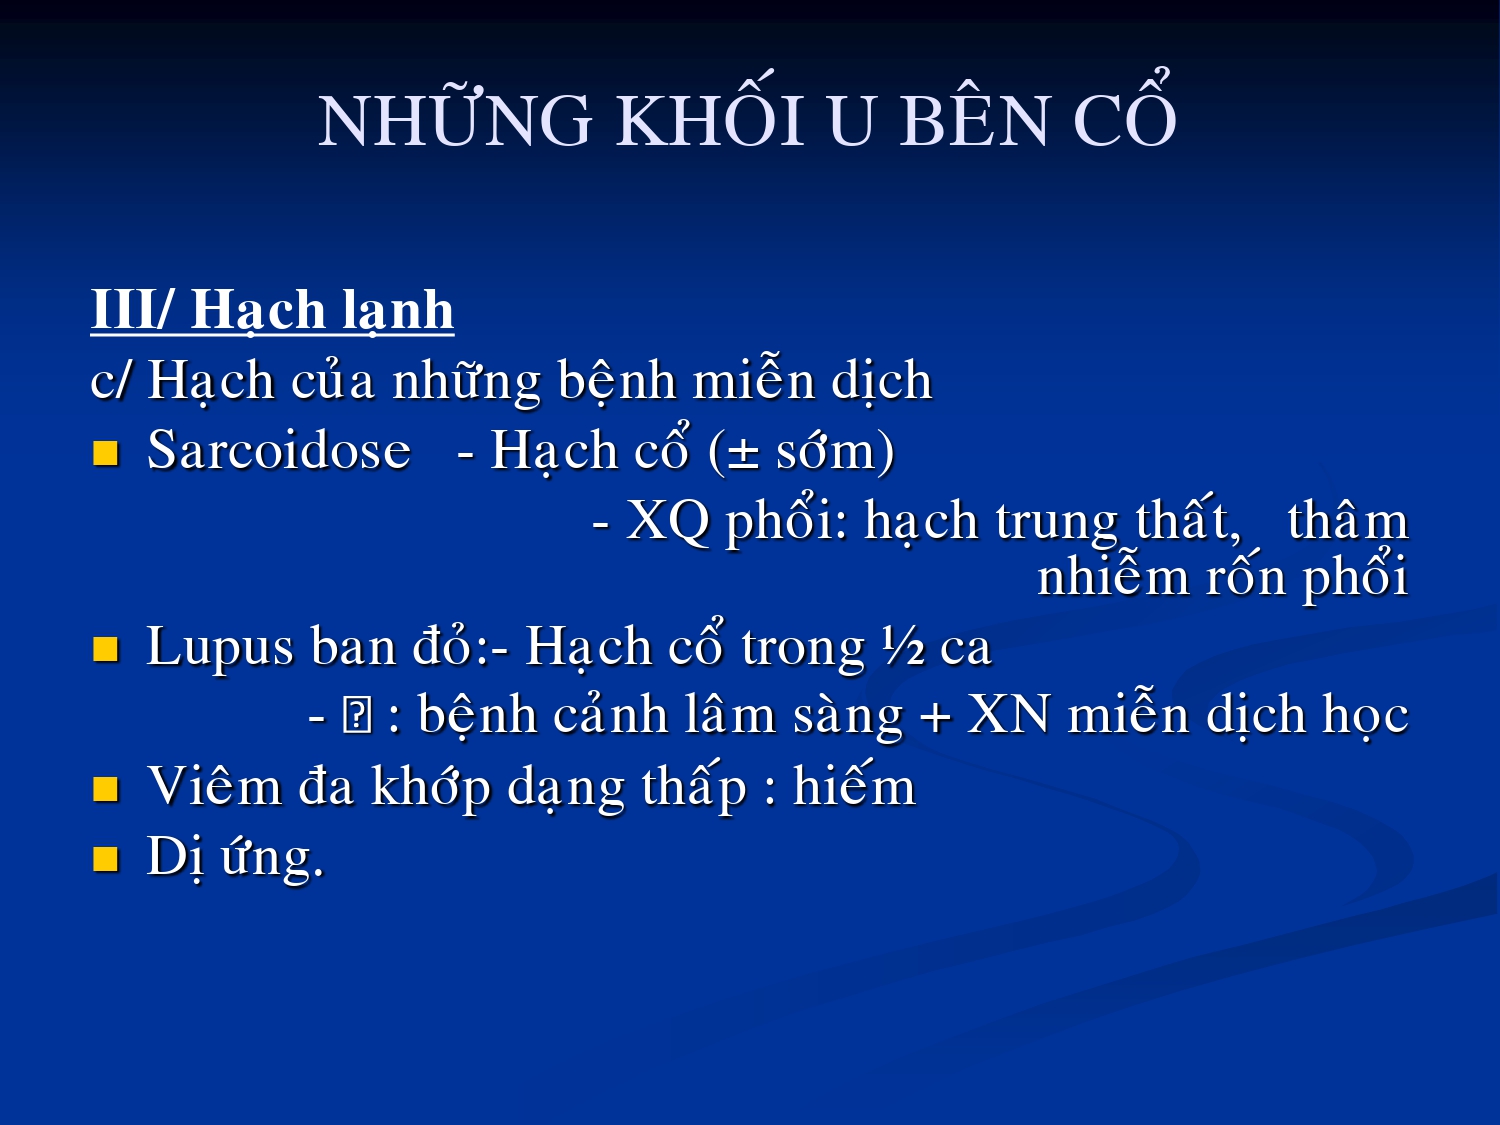 NHỮNG KHỐI U BÊN CỔ
III/ Hạch lạnh
c/ Hạch của những bệnh miễn dịch
Sarcoidose - Hạch cổ (± sớm)
- XQ phổi: hạch trung thất, thâm
nhiễm rốn phổi
Lupus ban đỏ:- Hạch cổ trong ½ ca
- : bệnh cảnh lâm sàng + XN miễn dịch học
Viêm đa khớp dạng thấp : hiếm
Dị ứng.